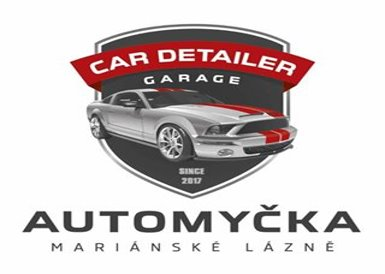 CAR DETAILER
GARAGE
SINCE
2017
AUTOMYČKA
MARIÁNSKÉ LÁZNĚ